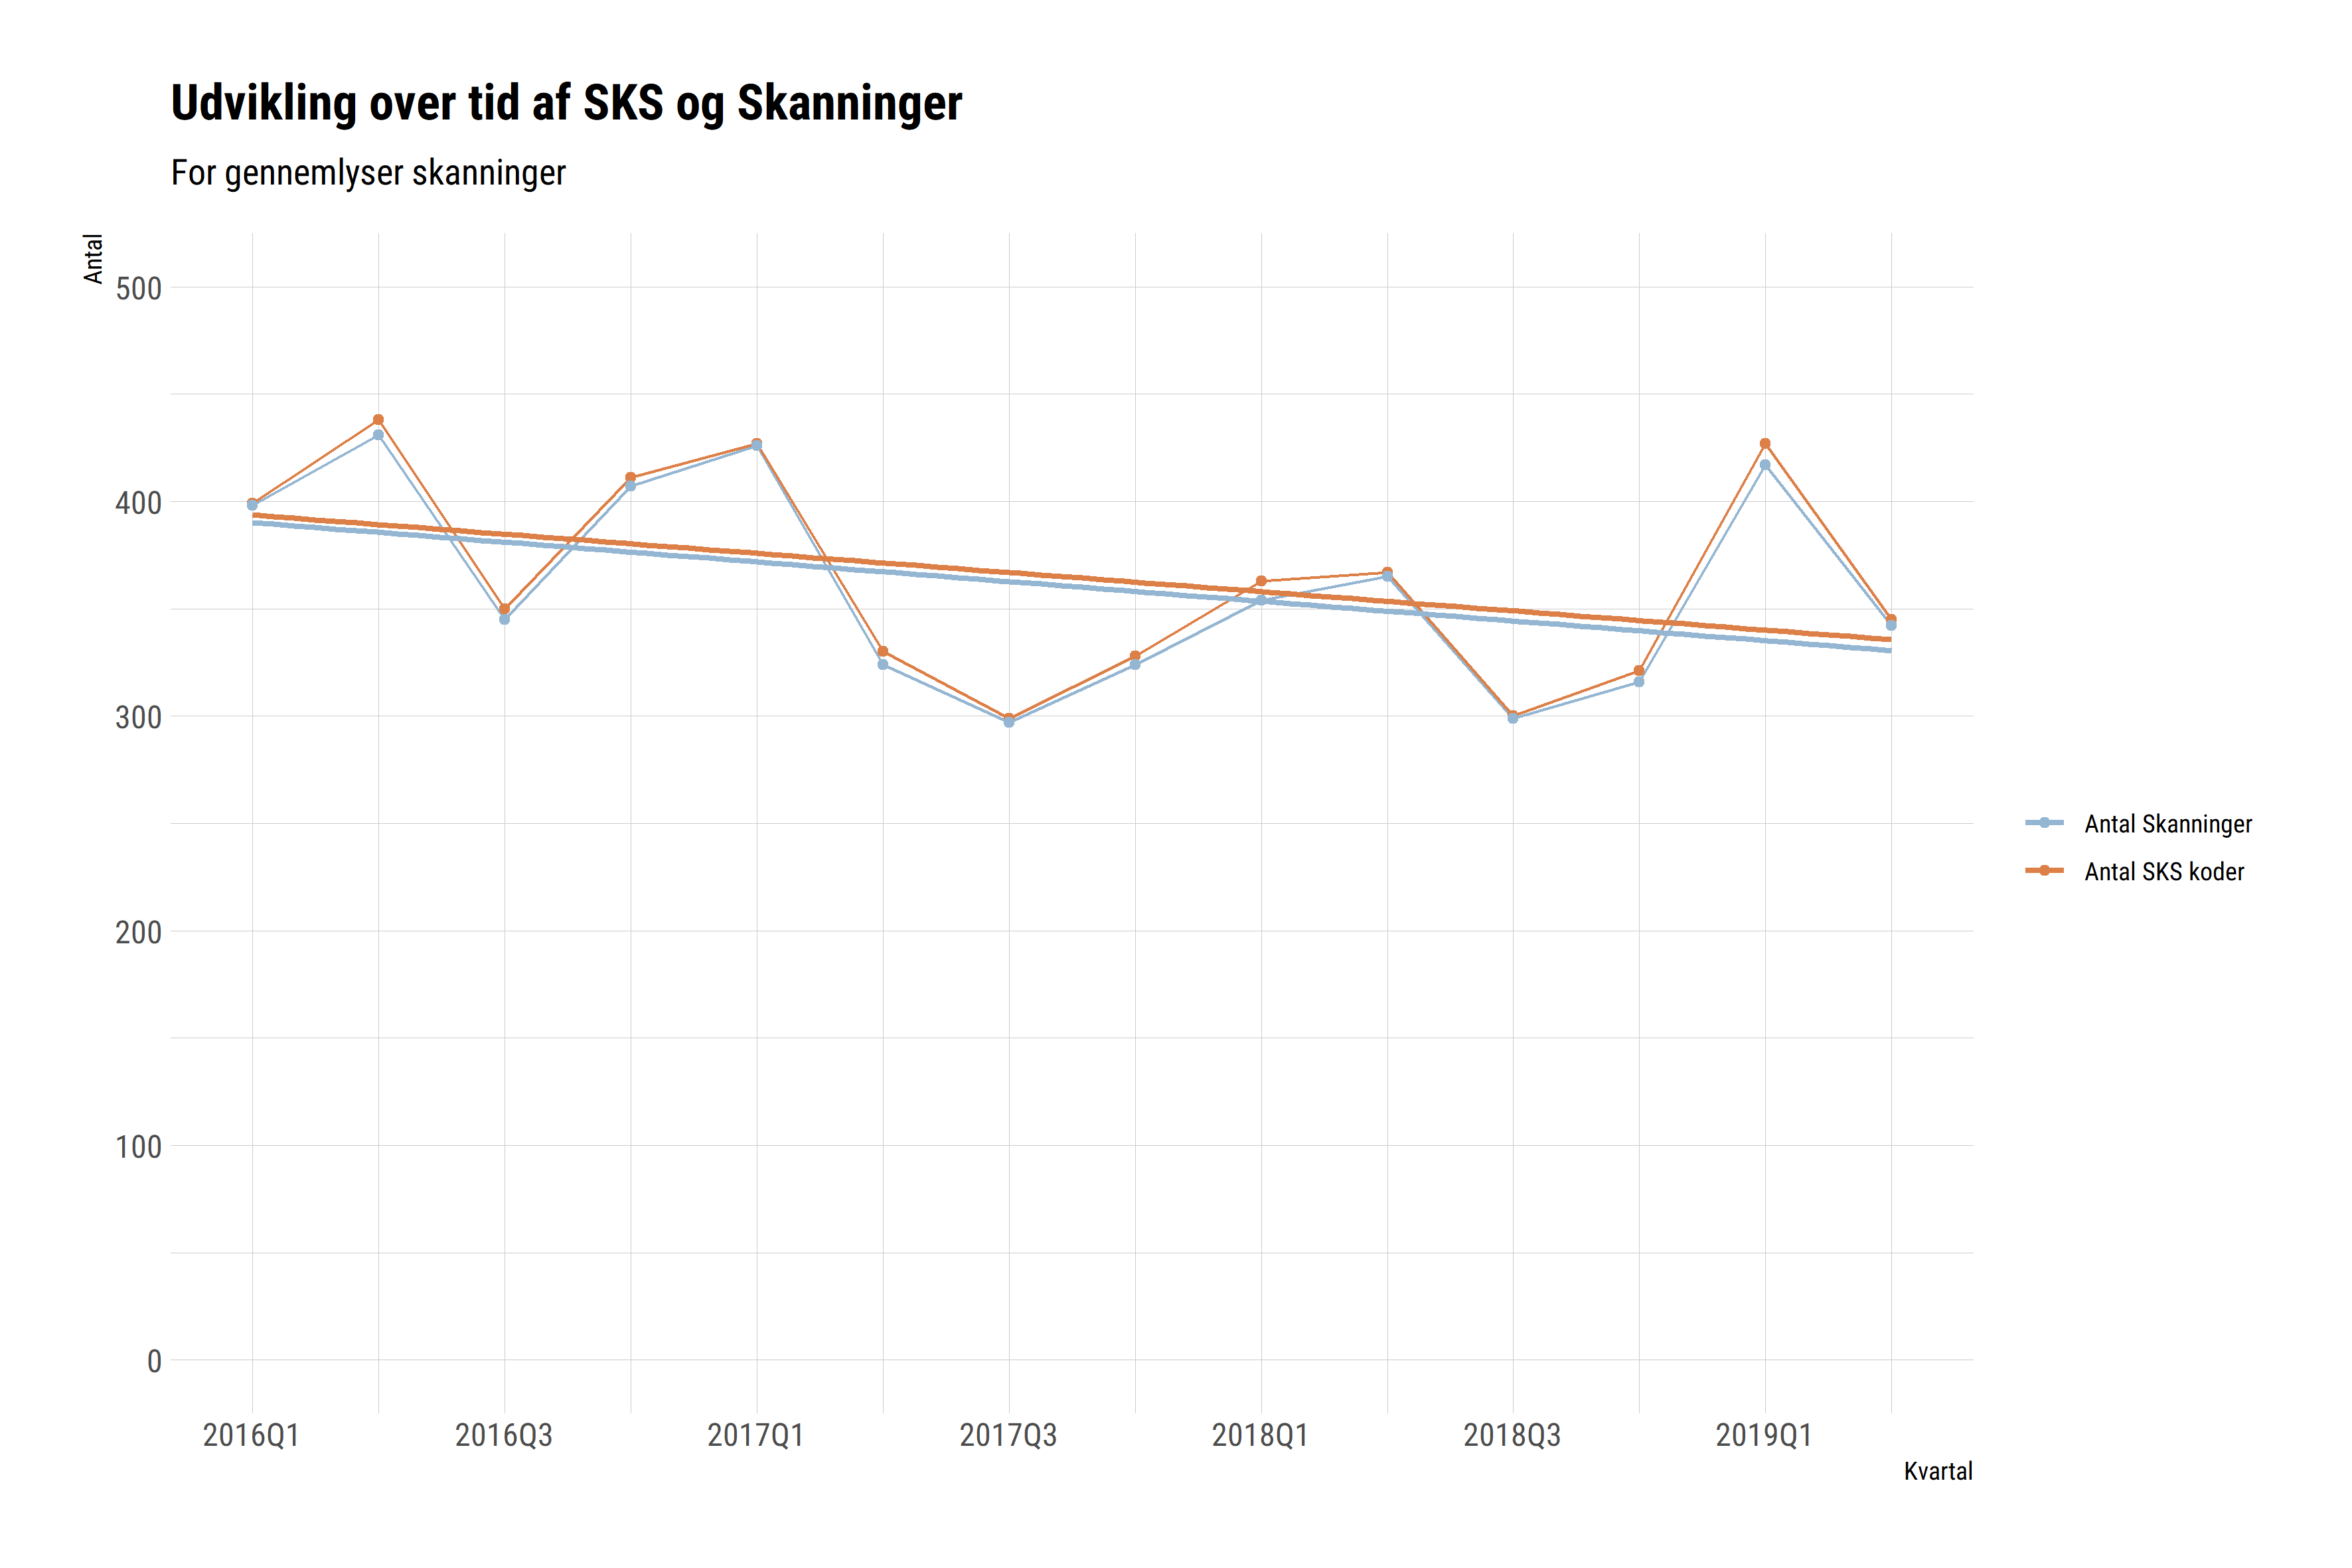 Udvikling over tid af SKS og Skanninger
For gennemlyser skanninger
Antal
500
400
300
200
100
0
2016Q1 2016Q3 2017Q1 2017Q3 2018Q1 2018Q3 2019Q1
Kvartal
Antal Skanninger
Antal SKS koder